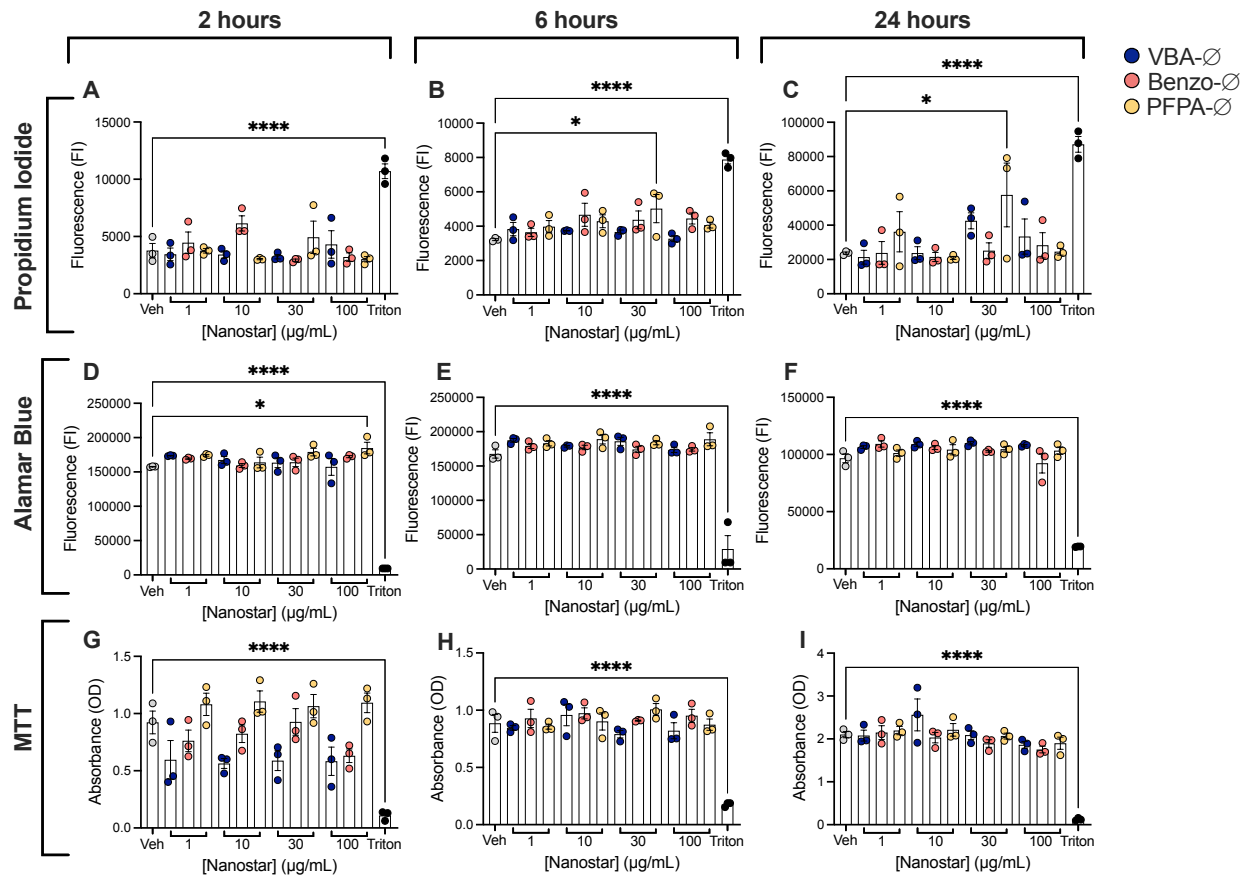 2 hours
6 hours
24 hours
VBA-∅
Benzo-∅
PFPA-∅
Propidium Iodide
A
****
Fluorescence (FI)
15000
10000
5000
0
Veh 1 10 30 100 Triton
[Nanostar] (µg/mL)
B
****
*
Fluorescence (FI)
8000
6000
4000
2000
0
10000
Veh 1 10 30 100 Triton
[Nanostar] (µg/mL)
C
****
*
Fluorescence (FI)
100000
80000
60000
40000
20000
0
Veh 1 10 30 100 Triton
[Nanostar] (µg/mL)
Alamar Blue
D
****
*
Fluorescence (FI)
250000
200000
150000
100000
50000
0
Veh 1 10 30 100 Triton
[Nanostar] (µg/mL)
E
****
Fluorescence (FI)
250000
200000
150000
100000
50000
0
Veh 1 10 30 100 Triton
[Nanostar] (µg/mL)
F
****
Fluorescence (FI)
150000
100000
50000
0
Veh 1 10 30 100 Triton
[Nanostar] (µg/mL)
MTT
G
****
Absorbance (OD)
1.5
1.0
0.5
0.0
Veh 1 10 30 100 Triton
[Nanostar] (µg/mL)
H
****
Absorbance (OD)
1.5
1.0
0.5
0.0
Veh 1 10 30 100 Triton
[Nanostar] (µg/mL)
I
****
Absorbance (OD)
4
3
2
1
0
Veh 1 10 30 100 Triton
[Nanostar] (µg/mL)